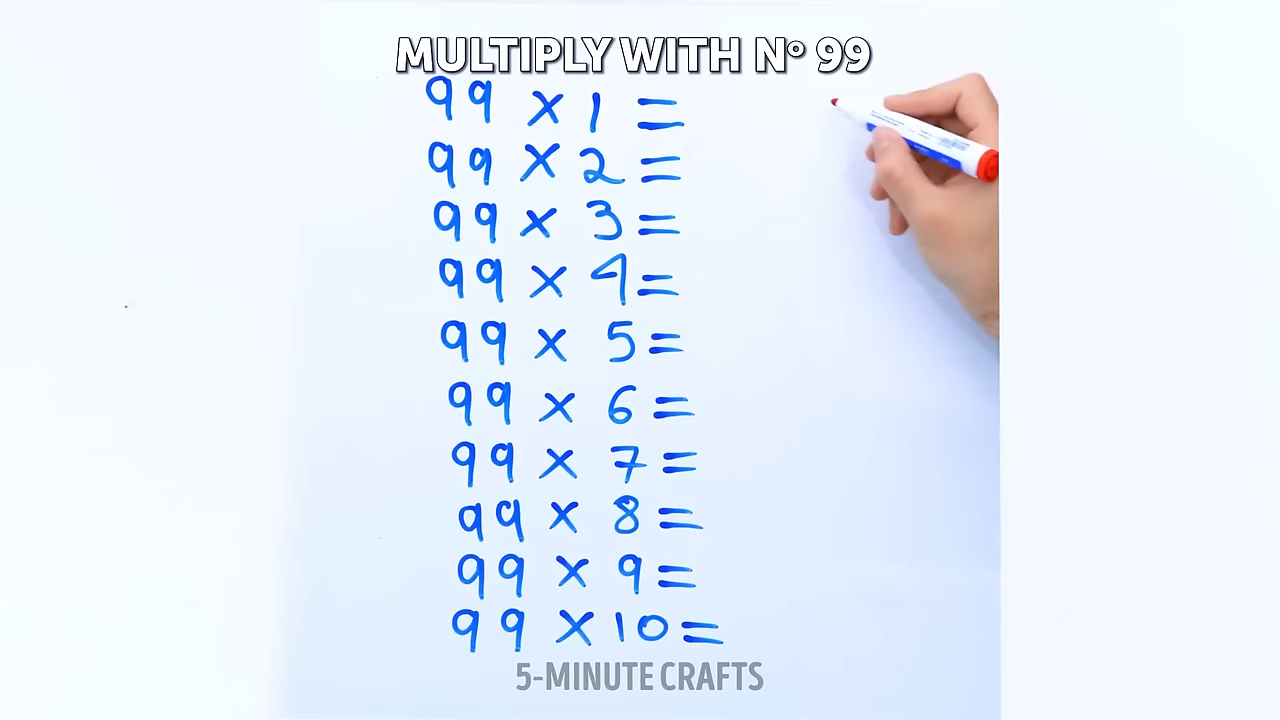 MULTIPLY WITH Nº 99
99 × 1 =
99 × 2 =
99 × 3 =
99 × 4 =
99 × 5 =
99 × 6 =
99 × 7 =
99 × 8 =
99 × 9 =
99 × 10 =
5-MINUTE CRAFTS